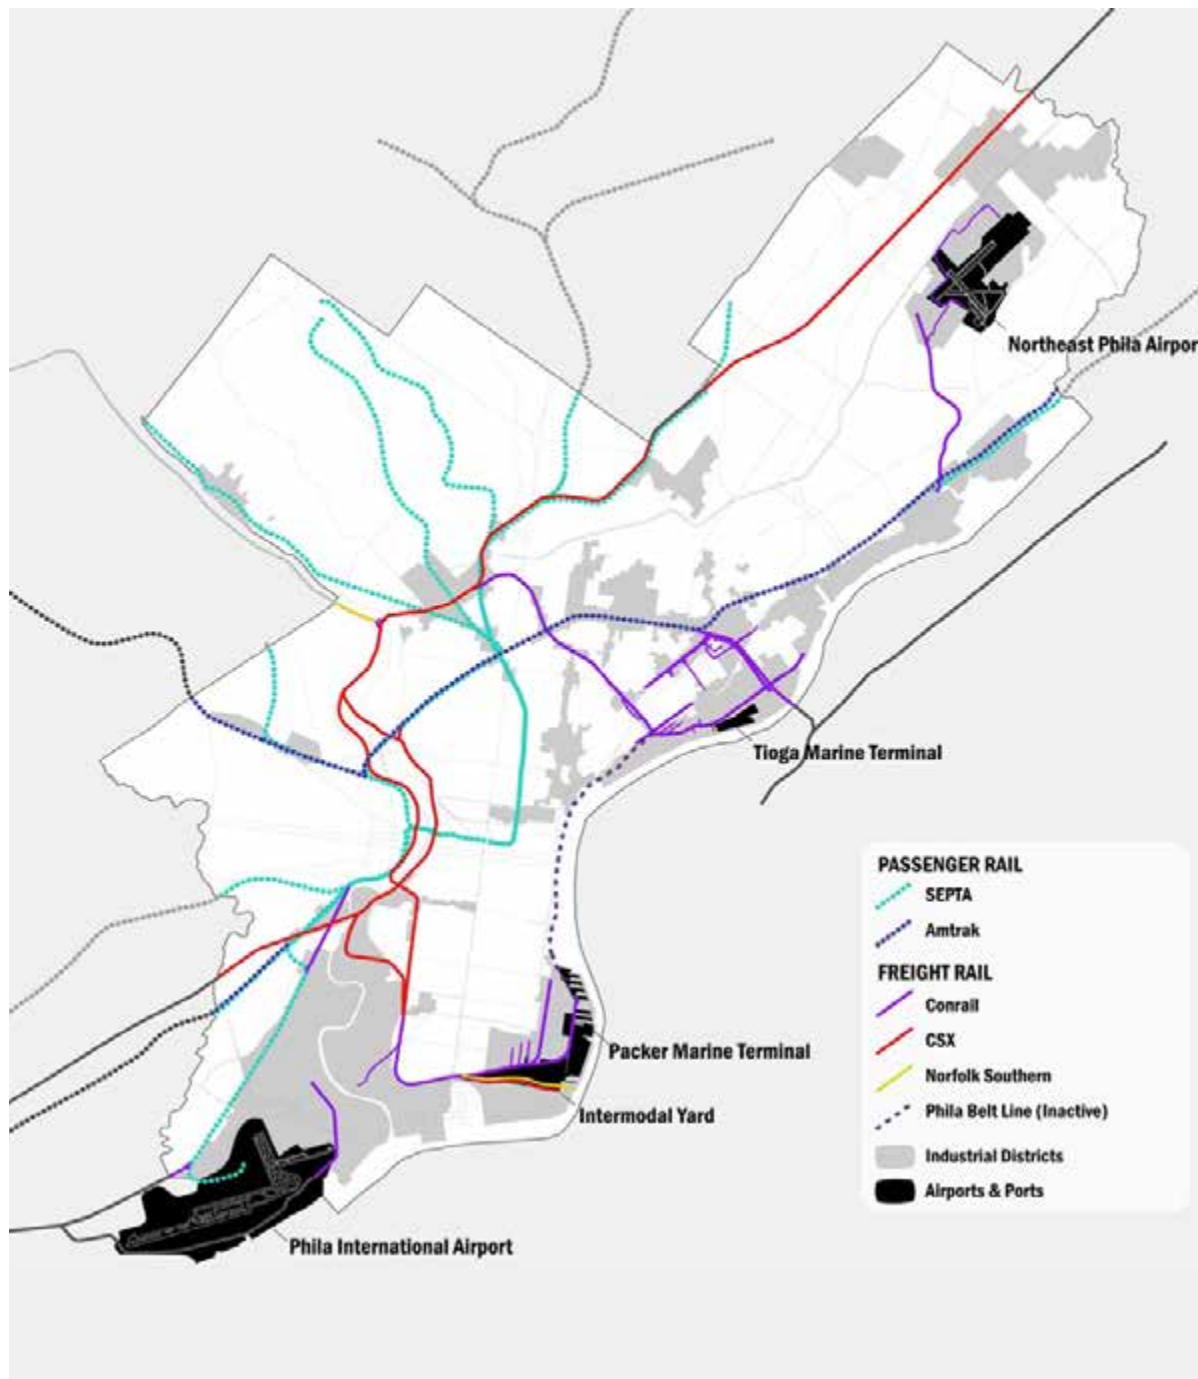 Northeast Phila Airpor
Tioga Marine Terminal
PASSENGER RAIL
SEPTA
Amtrak
FREIGHT RAIL
Conrail
CSX
Norfolk Southern
Phila Belt Line (Inactive)
Industrial Districts
Airports & Ports
Packer Marine Terminal
Intermodal Yard
Phila International Airport